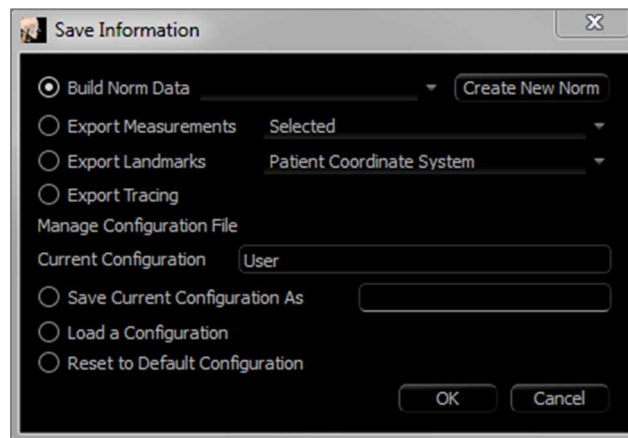 Save Information
Build Norm Data Create New Norm
Export Measurements Selected
Export Landmarks Patient Coordinate System
Export Tracing
Manage Configuration File
Current Configuration User
Save Current Configuration As
Load a Configuration
Reset to Default Configuration
OK Cancel